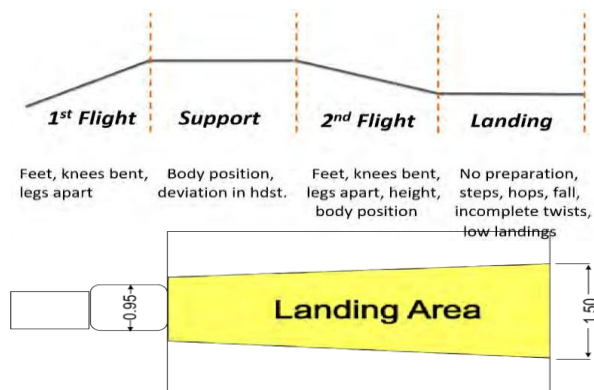 1st Flight Support 2nd Flight Landing
Feet, knees bent,
legs apart
Body position,
deviation in hdst.
Feet, knees bent,
legs apart, height,
body position
No preparation,
steps, hops, fall,
incomplete twists,
low landings
0.95
Landing Area
1.50